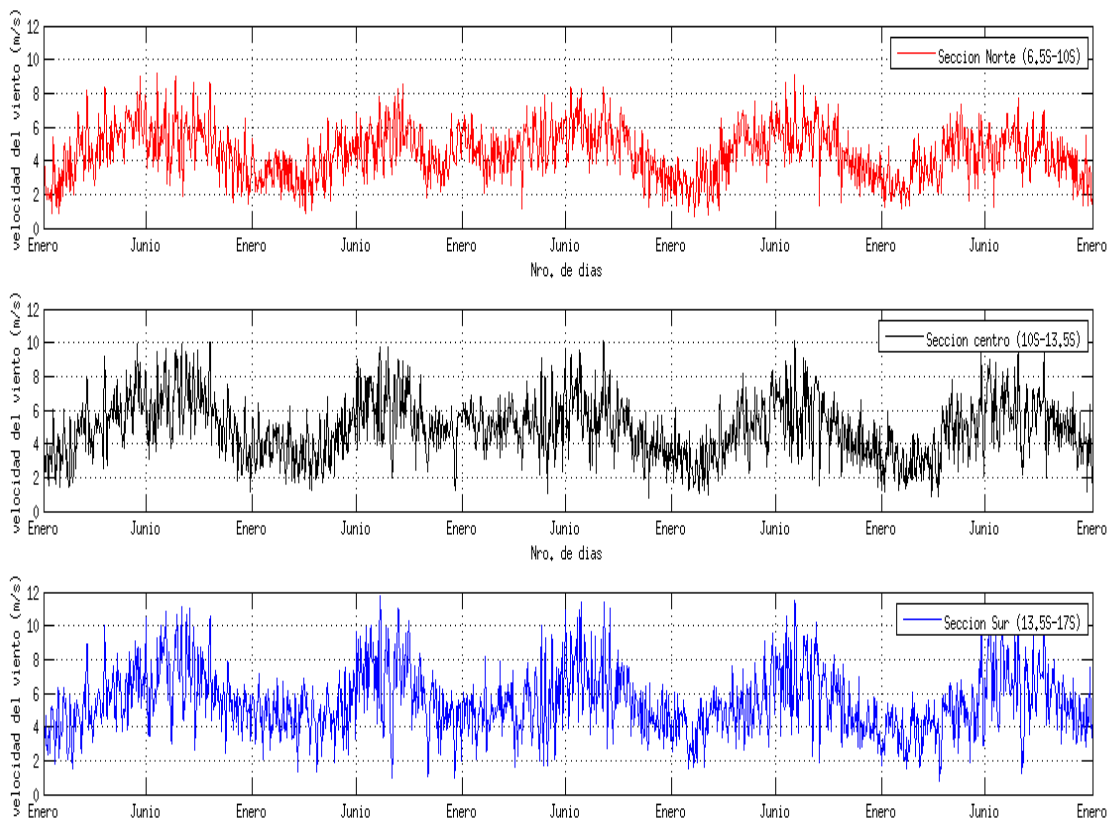 velocidad del viento (m/s)
12
10
8
6
4
2
0
Seccion Norte (6.5S-10S)
Enero Junio Enero Junio Enero Junio Enero Junio Enero Junio Enero
Nro. de dias
velocidad del viento (m/s)
12
10
8
6
4
2
0
Seccion centro (10S-13.5S)
Enero Junio Enero Junio Enero Junio Enero Junio Enero Junio Enero
Nro. de dias
velocidad del viento (m/s)
12
10
8
6
4
2
0
Seccion Sur (13.5S-17S)
Enero Junio Enero Junio Enero Junio Enero Junio Enero Junio Enero